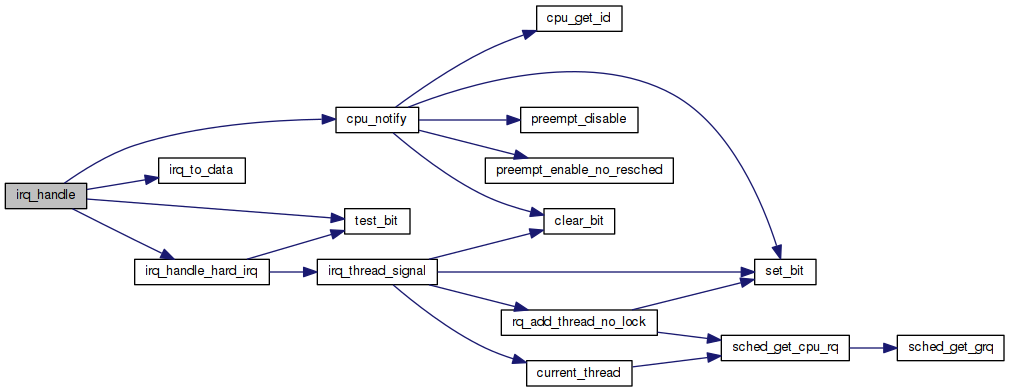 cpu_get_id
cpu_notify
preempt_disable
irq_to_data
preempt_enable_no_resched
irq_handle
test_bit
clear_bit
irq_handle_hard_irq
irq_thread_signal
set_bit
rq_add_thread_no_lock
sched_get_cpu_rq
sched_get_grq
current_thread